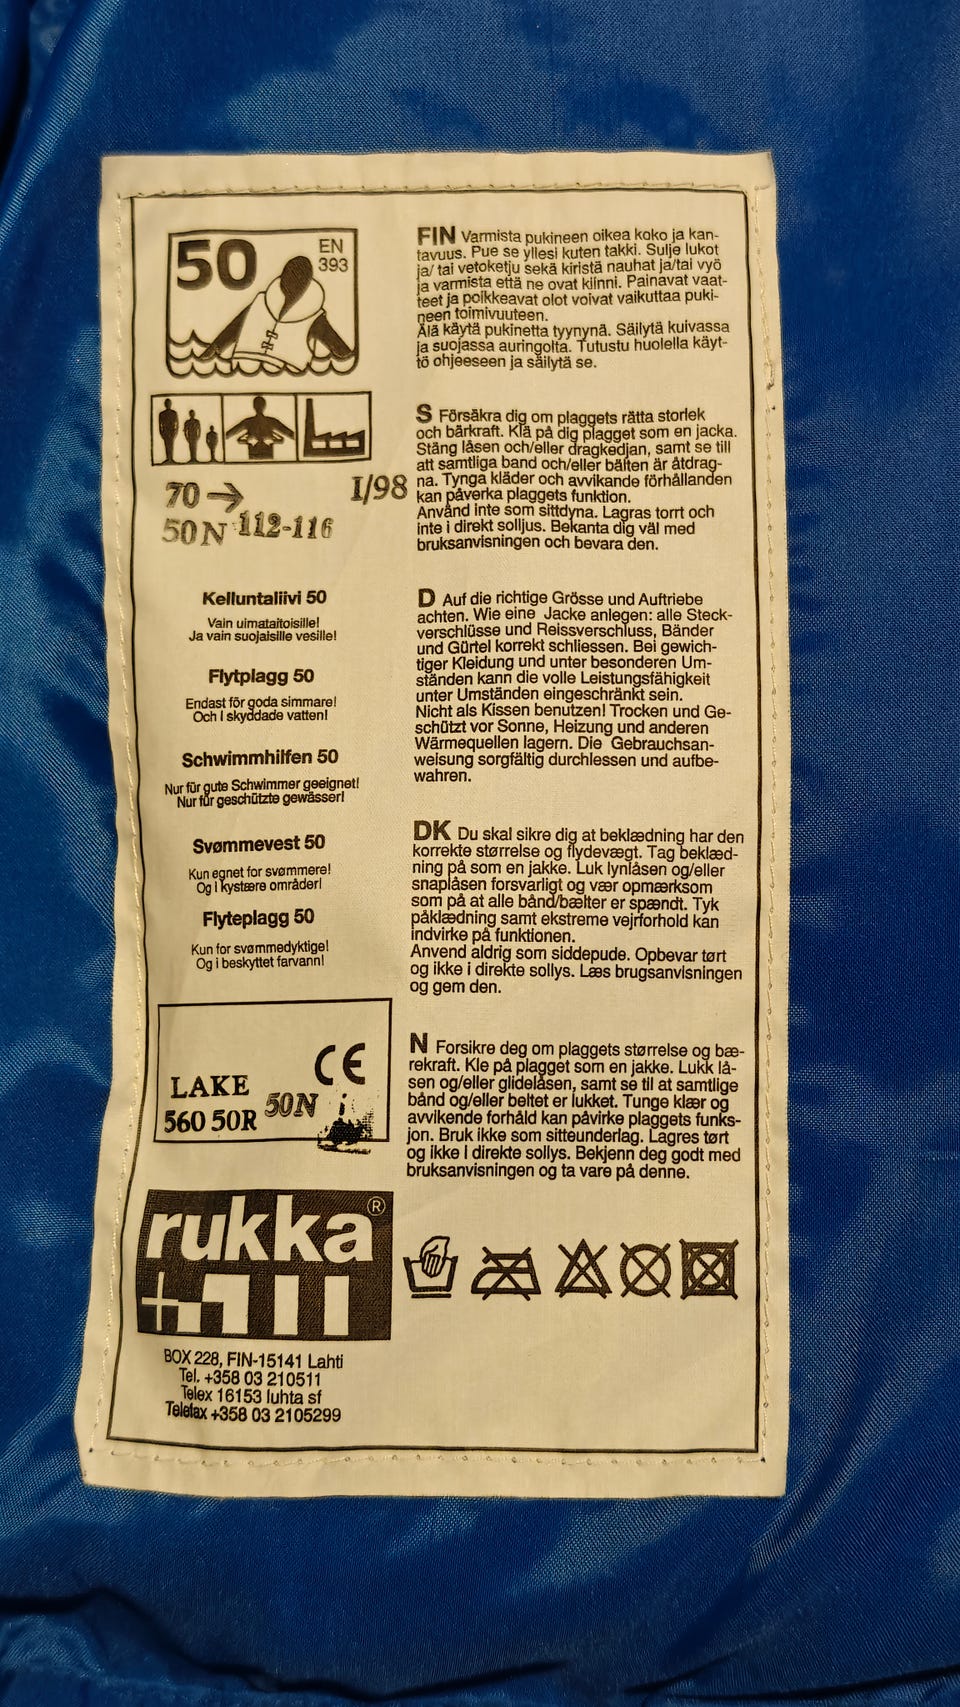 50
EN
393
70 →
I/98
50N 112-116
Kelluntaliivi 50
Vain uimataitoisille!
Ja vain suojaisille vesille!
Flytplagg 50
Endast för goda simmare!
Och i skyddade vatten!
Schwimmhilfen 50
Nur für gute Schwimmer geeignet!
Nur für geschützte gewässer!
Svømmevest 50
Kun egnet for svømmere!
Og i kystære områder!
Flyteplagg 50
Kun for svømmedyktige!
Og i beskyttet farvann!
CE
LAKE
560 50R 50N
rukka®
BOX 228, FIN-15141 Lahti
Tel. +358 03 210511
Telex 16153 luhta sf
Telefax +358 03 2105299
FIN Varmista pukineen oikea koko ja kan-
tavuus. Pue se yllesi kuten takki. Sulje lukot
ja/ tai vetoketju sekä kiristä nauhat ja/tai vyö
ja varmista että ne ovat kiinni. Painavat vaat-
teet ja poikkeavat olot voivat vaikuttaa puki-
neen toimivuuteen.
Älä käytä pukinetta tyynynä. Säilytä kuivassa
ja suojassa auringolta. Tutustu huolella käyt-
tö ohjeeseen ja säilytä se.
S Försäkra dig om plaggets rätta storlek
och bärkraft. Klä på dig plagget som en jacka.
Stäng låsen och/eller dragkedjan, samt se till
att samtliga band och/eller bälten är åtdrag-
na. Tynga kläder och avvikande förhållanden
kan påverka plaggets funktion.
Använd inte som sittdyna. Lagras torrt och
inte i direkt solljus. Bekanta dig väl med
bruksanvisningen och bevara den.
D Auf die richtige Grösse und Auftriebe
achten. Wie eine Jacke anlegen: alle Steck-
verschlüsse und Reissverschluss, Bänder
und Gürtel korrekt schliessen. Bei gewich-
tiger Kleidung und unter besonderen Um-
ständen kann die volle Leistungsfähigkeit
unter Umständen eingeschränkt sein.
Nicht als Kissen benutzen! Trocken und Ge-
schützt vor Sonne, Heizung und anderen
Wärmequellen lagern. Die Gebrauchsan-
weisung sorgfältig durchlessen und aufbe-
wahren.
DK Du skal sikre dig at beklædning har den
korrekte størrelse og flydevægt. Tag beklæd-
ning på som en jakke. Luk lynlåsen og/eller
snaplåsen forsvarligt og vær opmærksom
som på at alle bånd/bælter er spændt. Tyk
påklædning samt ekstreme vejrforhold kan
indvirke på funktionen.
Anvend aldrig som siddepude. Opbevar tørt
og ikke i direkte sollys. Læs brugsanvisningen
og gem den.
N Forsikre deg om plaggets størrelse og bæ-
rekraft. Kle på plagget som en jakke. Lukk lå-
sen og/eller glidelåsen, samt se til at samtlige
bånd og/eller beltet er lukket. Tunge klær og
avvikende forhåld kan påvirke plaggets funks-
jon. Bruk ikke som sitteunderlag. Lagres tørt
og ikke i direkte sollys. Bekjenn deg godt med
bruksanvisningen og ta vare på denne.